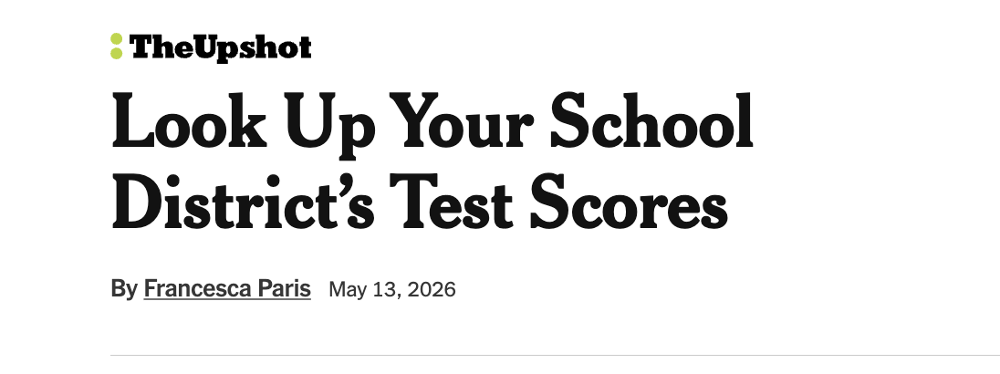 TheUpshot
Look Up Your School
District’s Test Scores
By Francesca Paris May 13, 2026